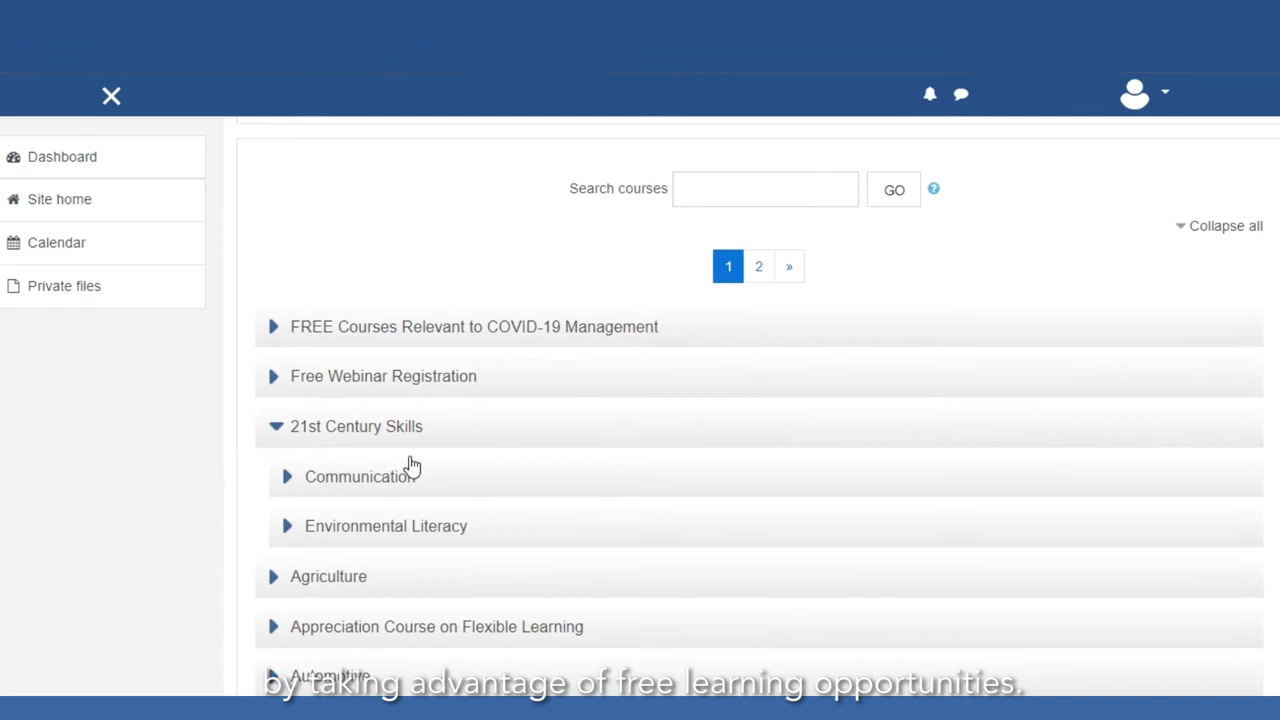 Dashboard
Site home
Calendar
Private files
Search courses GO
Collapse all
1 2 »
FREE Courses Relevant to COVID-19 Management
Free Webinar Registration
21st Century Skills
Communication
Environmental Literacy
Agriculture
Appreciation Course on Flexible Learning
Automotive
by taking advantage of free learning opportunities.